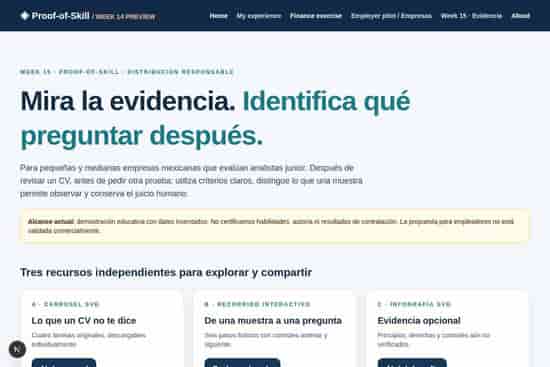 Proof-of-Skill / WEEK 14 PREVIEW
Home My experience Finance exercise Employer pilot / Empresas Week 15 · Evidencia About
WEEK 15 · PROOF-OF-SKILL · DISTRIBUCIÓN RESPONSABLE
Mira la evidencia. Identifica qué
preguntar después.
Para pequeñas y medianas empresas mexicanas que evalúan analistas junior. Después de
revisar un CV, antes de pedir otra prueba: utiliza criterios claros, distingue lo que una muestra
permite observar y conserva el juicio humano.
Alcance actual: demostración educativa con datos inventados. No certificamos habilidades, autoría ni resultados de contratación. La propuesta para empleadores no está
validada comercialmente.
Tres recursos independientes para explorar y compartir
A · CARRUSEL SVG
Lo que un CV no te dice
Cuatro láminas originales, descargables
individualmente.
B · RECORRIDO INTERACTIVO
De una muestra a una pregunta
Seis pasos ficticios con controles anterior y
siguiente.
C · INFOGRAFÍA SVG
Evidencia opcional
Principios, derechos y controles aún no
verificados.
N